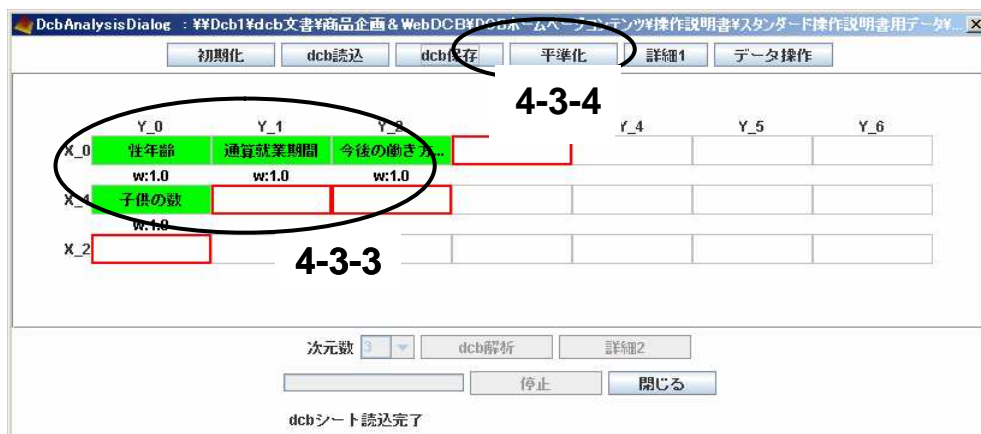 DcbAnalysisDialog : ¥¥Dcb1¥dcb文書¥商品企画&WebDCB¥DCBホームページコンテンツ¥操作説明書¥スタンダード操作説明書用データ¥...
初期化 dcb読込 dcb保存 平準化 詳細1 データ操作
4-3-4
Y_0 Y_1 Y_2 Y_4 Y_5 Y_6
X_0 性年齢 通算就業期間 今後の働き方...
w:1.0 w:1.0 w:1.0
X_1 子供の数
w:1.0
X_2
4-3-3
次元数 3 dcb解析 詳細2
停止 閉じる
dcbシート読込完了